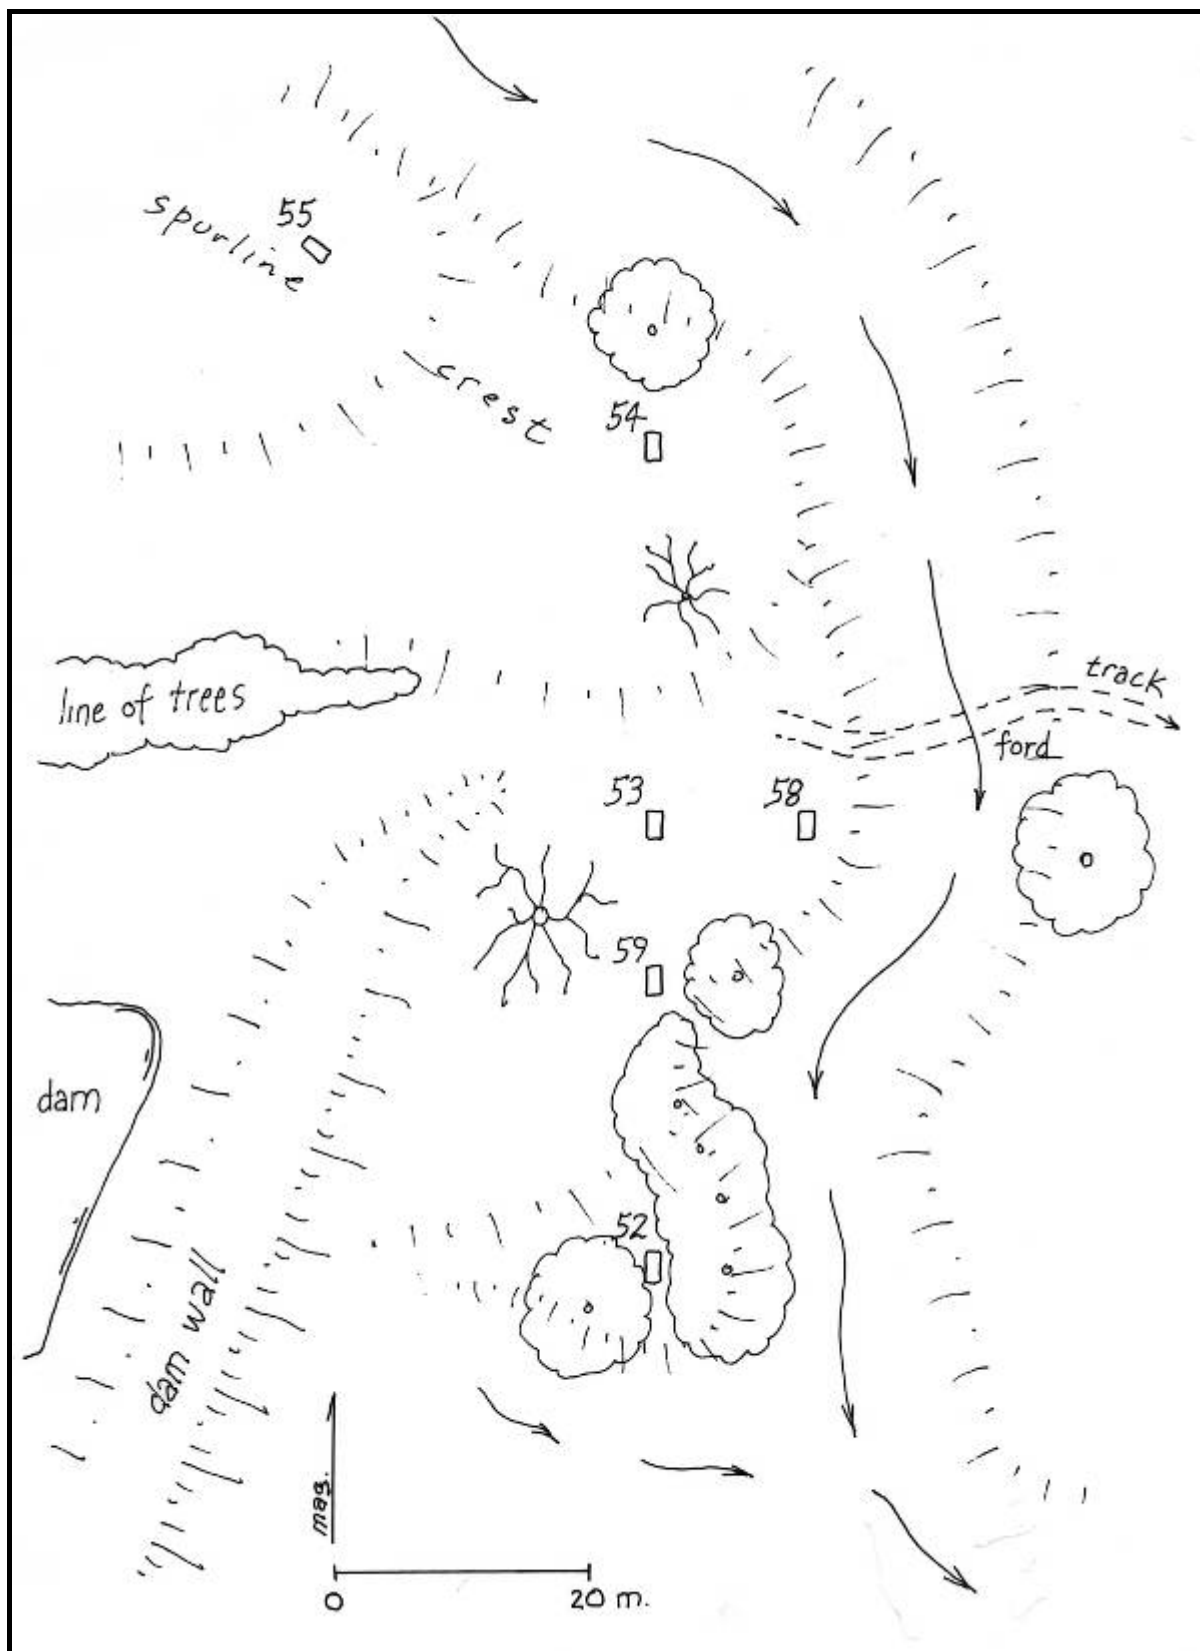 55
spurline
crest
54
line of trees
track
ford
53
58
59
dam
52
dam wall
mag.
0
20 m.